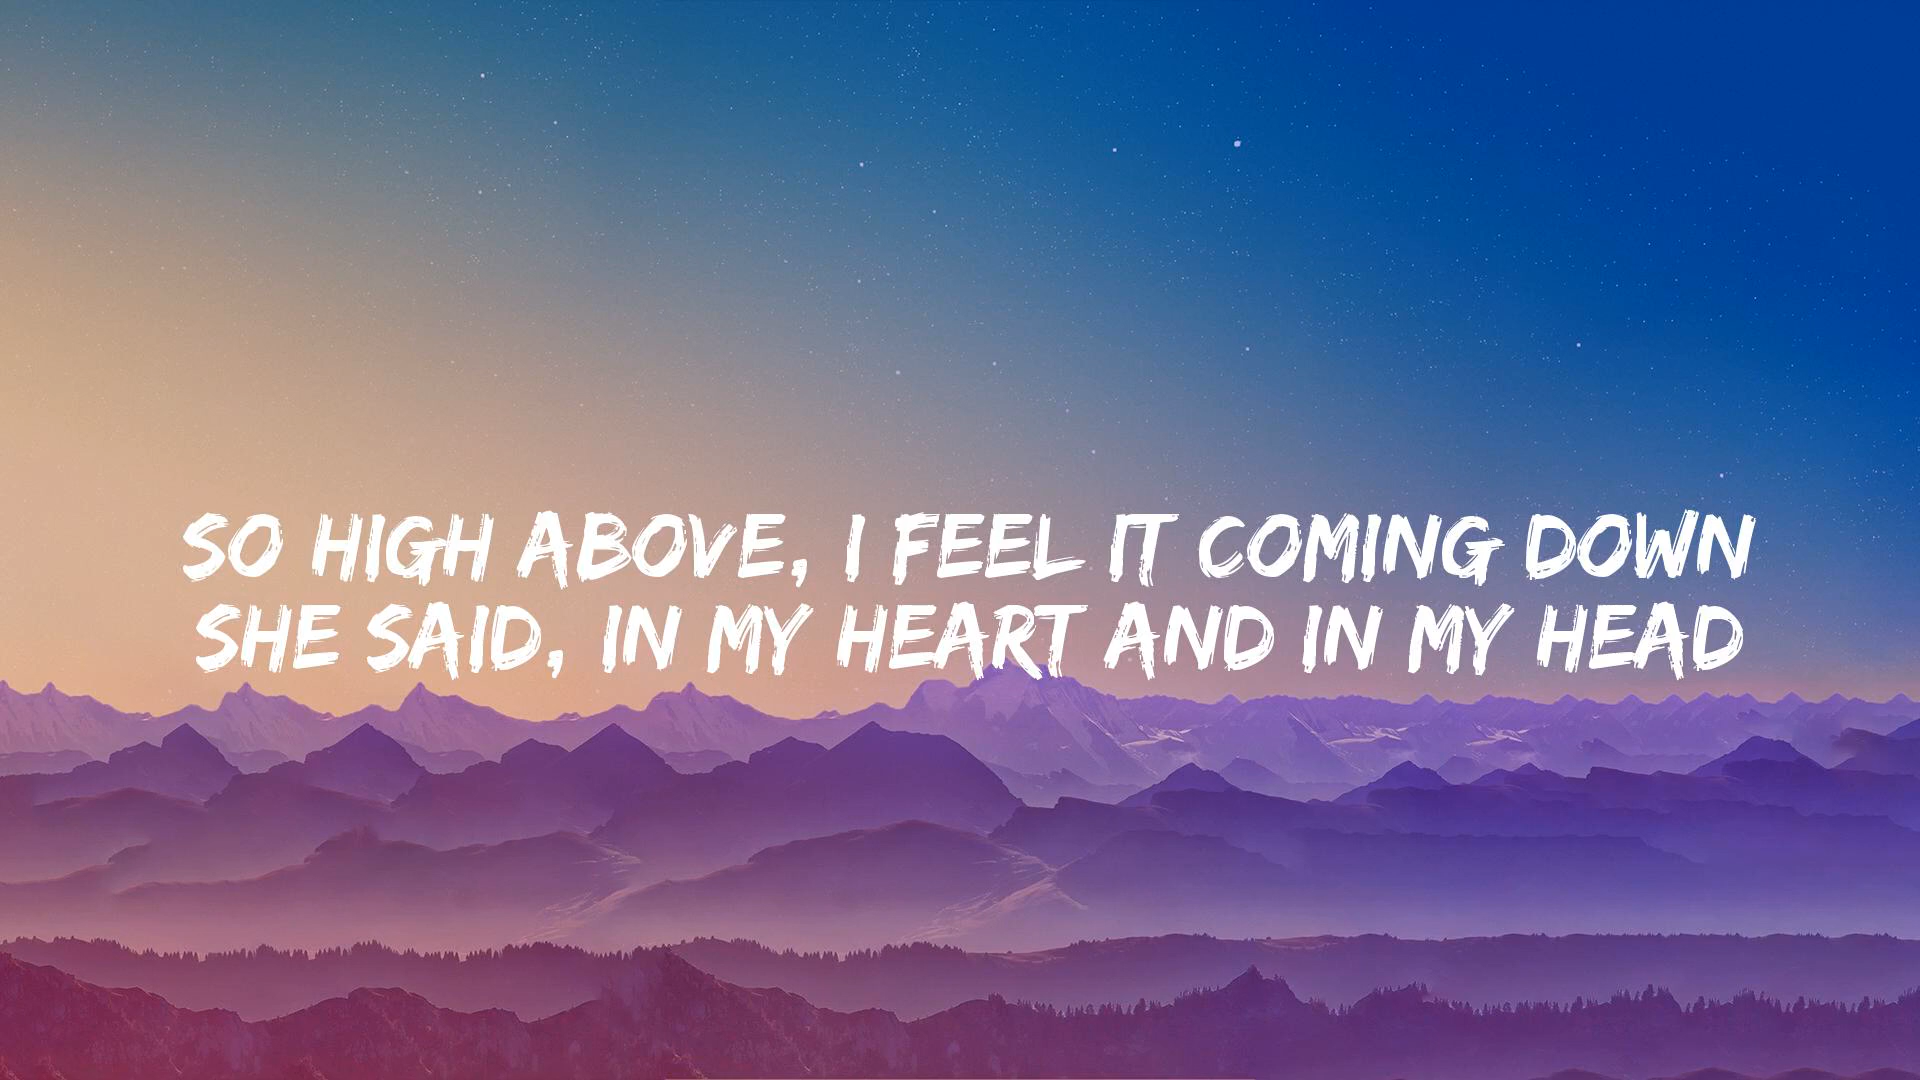 SO HIGH ABOVE, I FEEL IT COMING DOWN
SHE SAID, IN MY HEART AND IN MY HEAD